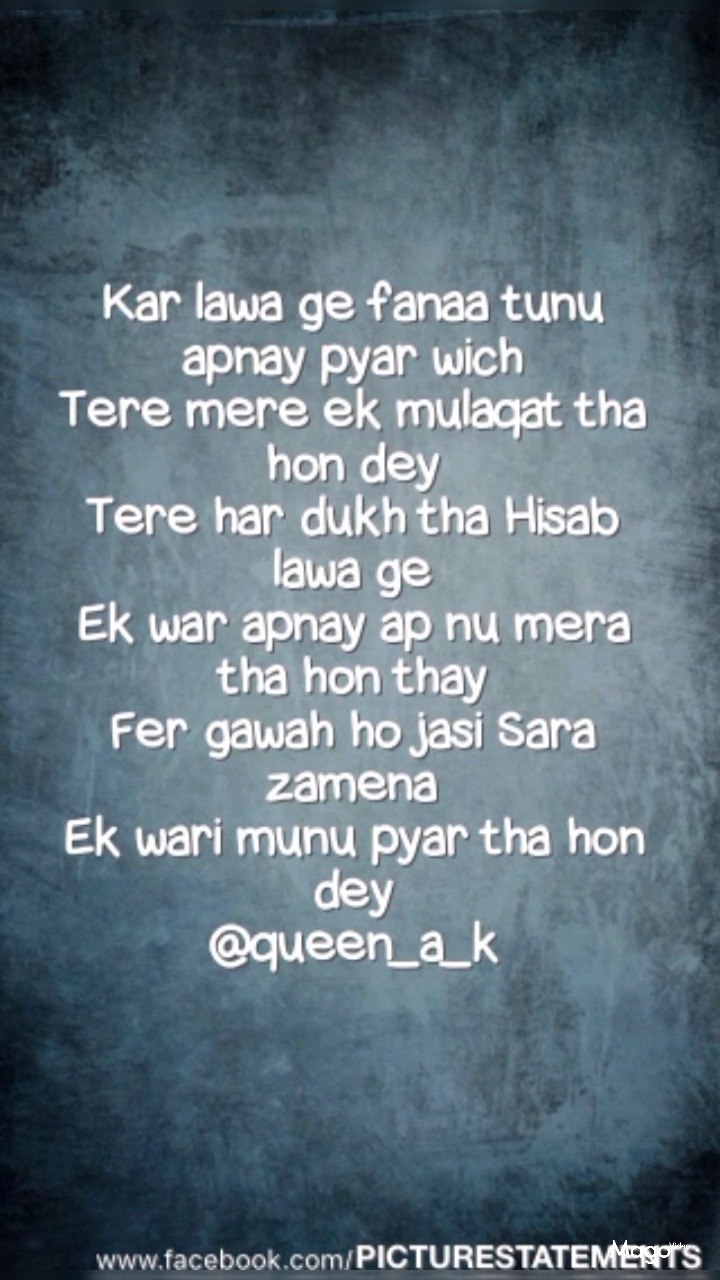 Kar lawa ge fanaa tunu
apnay pyar wich
Tere mere ek mulaqat tha
hon dey
Tere har dukh tha Hisab
lawa ge
Ek war apnay ap nu mera
tha hon thay
Fer gawah ho jasi Sara
zamena
Ek wari munu pyar tha hon
dey
@queen_a_k
www.facebook.com/PICTURESTATEMENTS